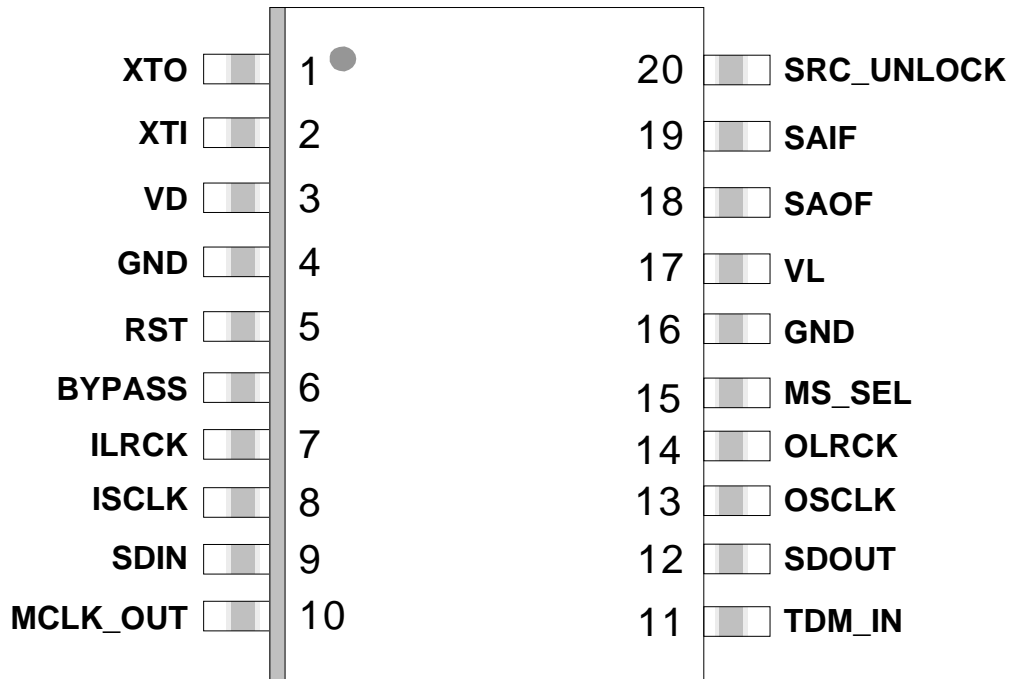 XTO 1 20 SRC_UNLOCK
XTI 2 19 SAIF
VD 3 18 SAOF
GND 4 17 VL
RST 5 16 GND
BYPASS 6 15 MS_SEL
ILRCK 7 14 OLRCK
ISCLK 8 13 OSCLK
SDIN 9 12 SDOUT
MCLK_OUT 10 11 TDM_IN